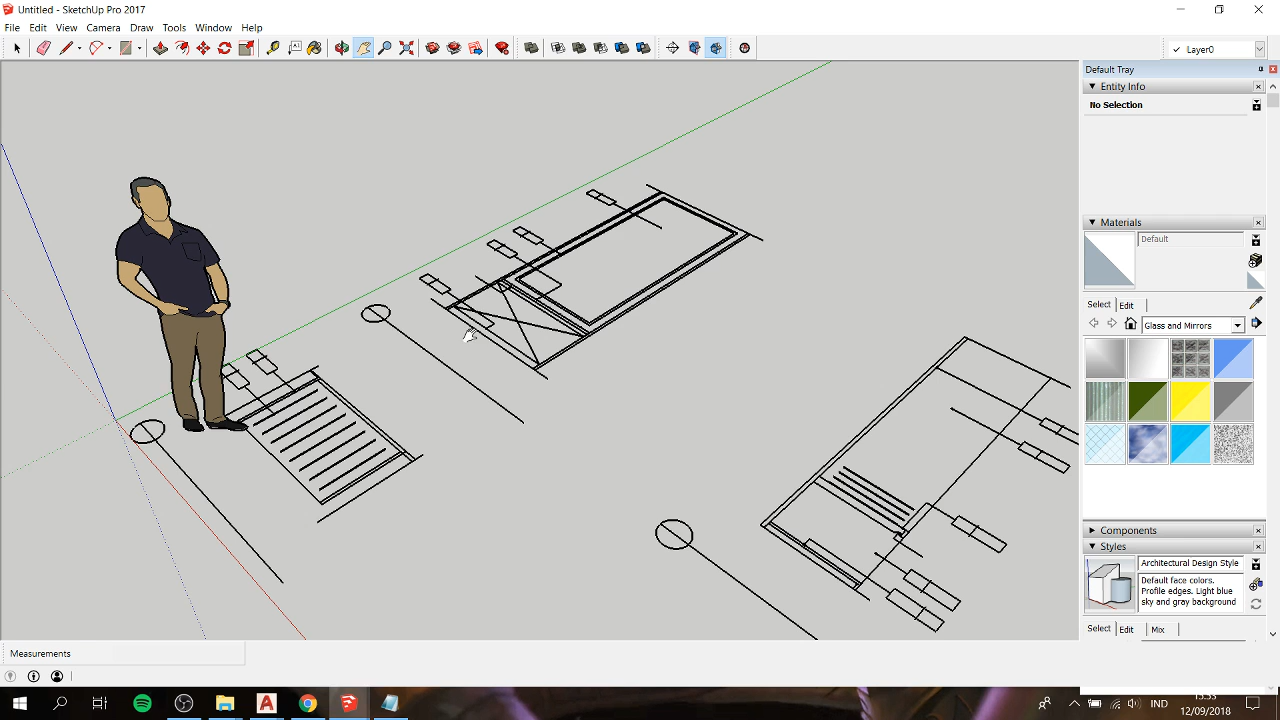 Untitled - SketchUp Pro 2017
File Edit View Camera Draw Tools Window Help
Layer0
Default Tray
Entity Info
No Selection
Materials
Default
Select Edit
Glass and Mirrors
Components
Styles
Architectural Design Style
Default face colors.
Profile edges. Light blue
sky and gray background
Select Edit Mix
Measurements
IND
12/09/2018